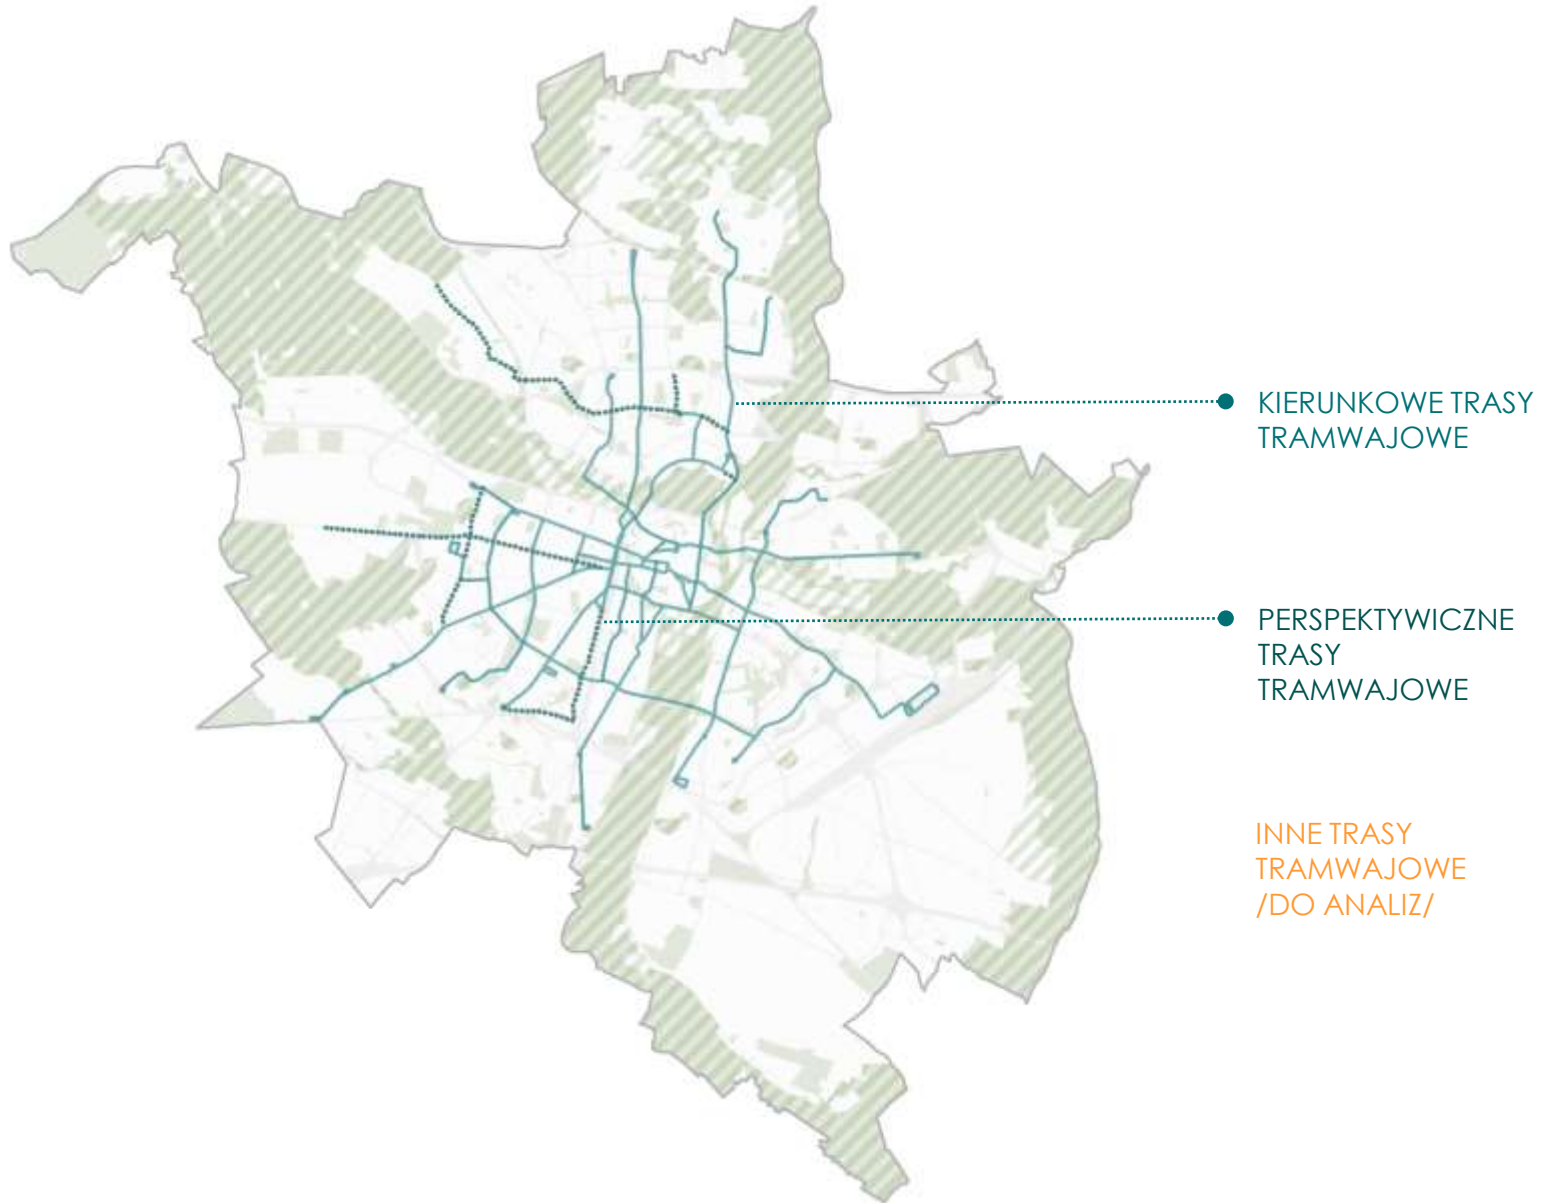 KIERUNKOWE TRASY
TRAMWAJOWE
PERSPEKTYWICZNE
TRASY
TRAMWAJOWE
INNE TRASY
TRAMWAJOWE
/DO ANALIZ/